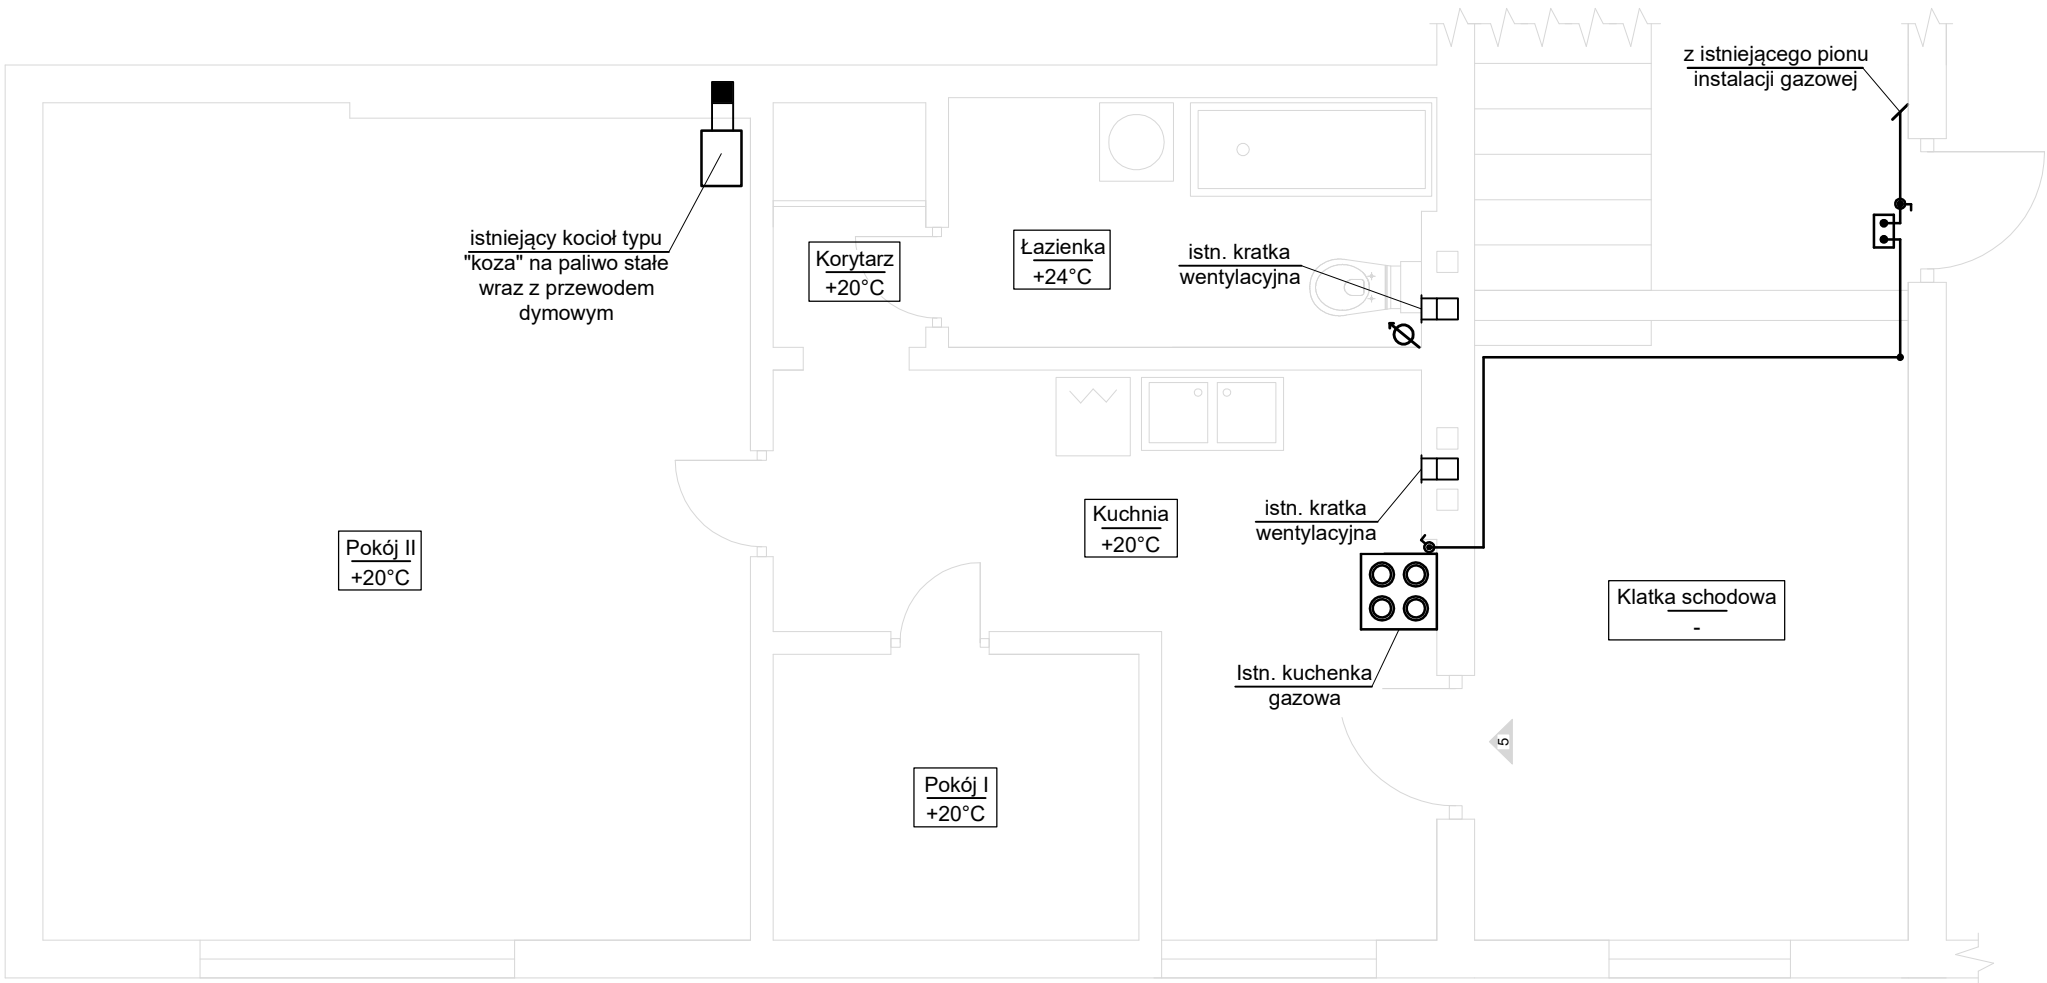 z istniejącego pionu
instalacji gazowej
istniejący kocioł typu
"koza" na paliwo stałe
wraz z przewodem
dymowym
Korytarz
+20°C
Łazienka
+24°C
istn. kratka
wentylacyjna
Pokój II
+20°C
Kuchnia
+20°C
istn. kratka
wentylacyjna
Klatka schodowa
-
Istn. kuchenka
gazowa
5
Pokój I
+20°C